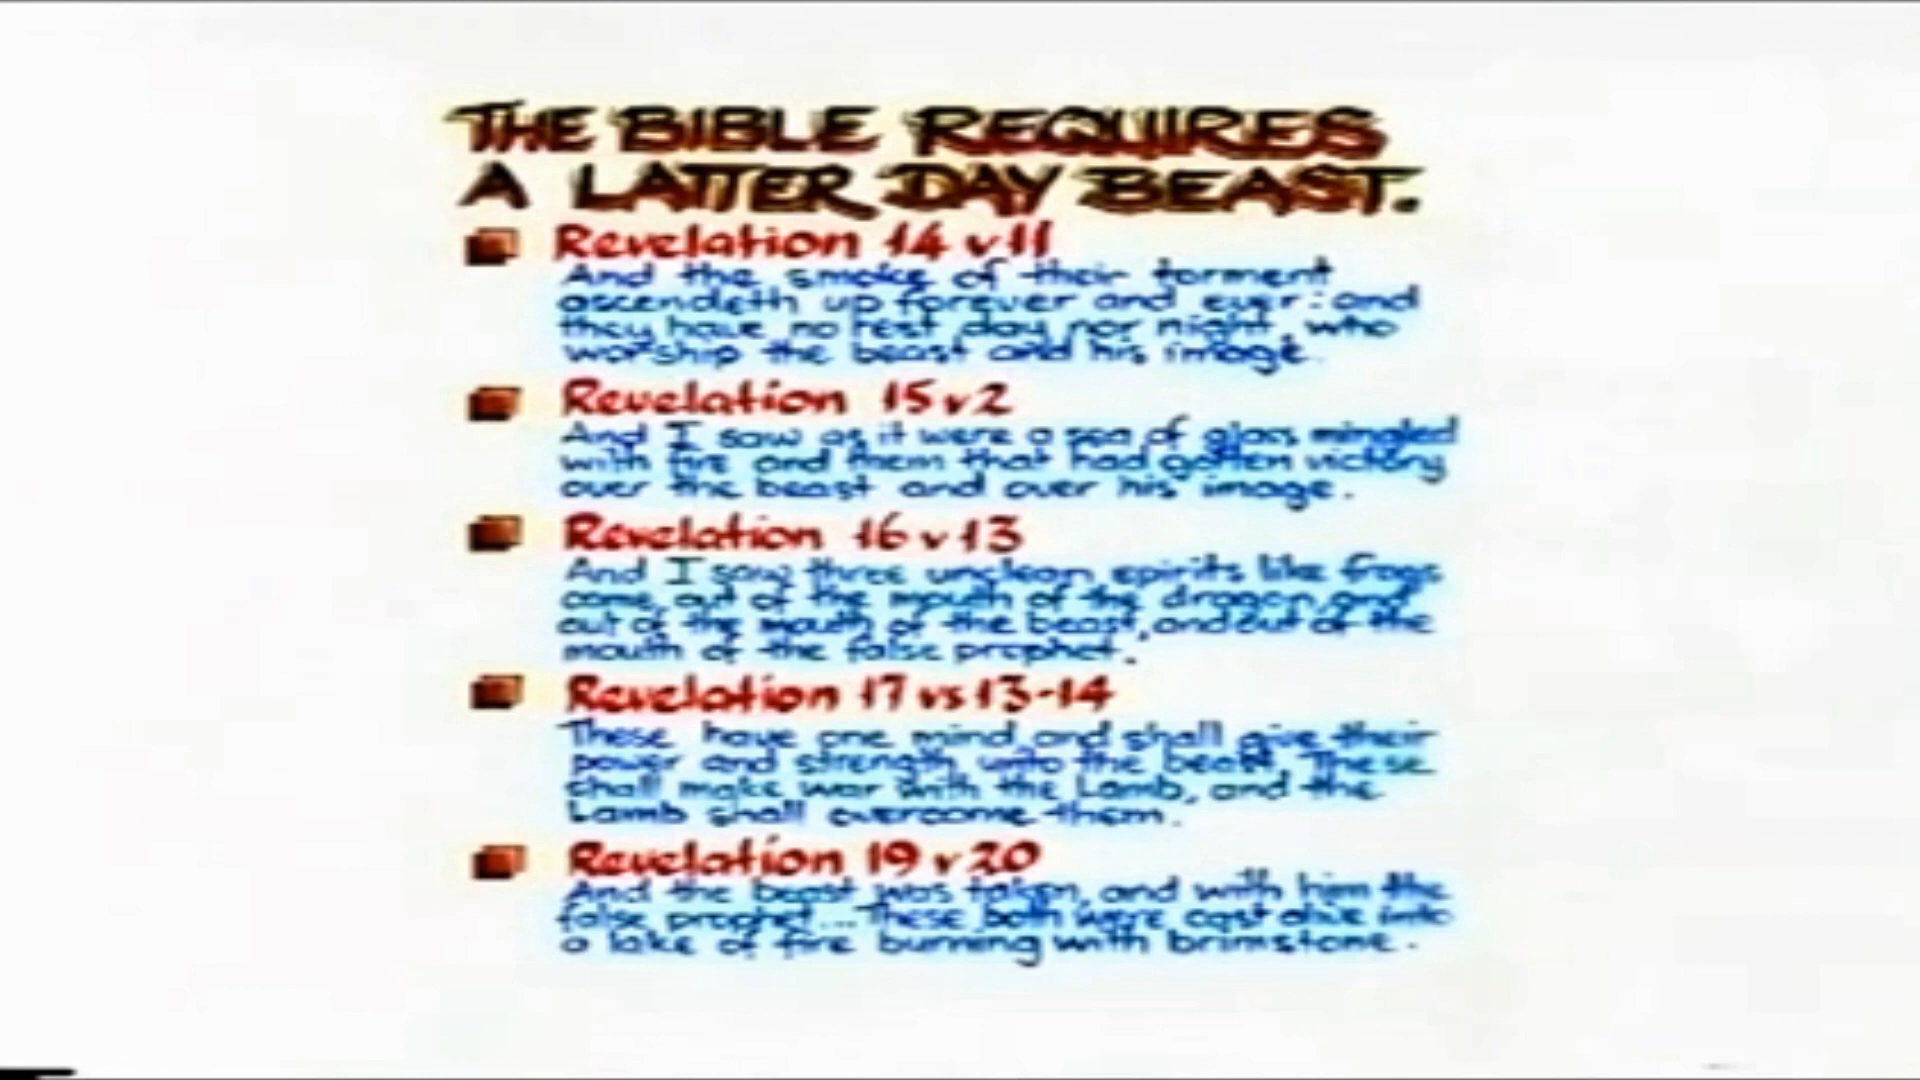 THE BIBLE REQUIRES
A LATTER DAY BEAST.
Revelation 14 v 11
And the smoke of their torment
ascendeth up forever and ever: and
they have no rest day nor night, who
worship the beast and his image.
Revelation 15 v 2
And I saw as it were a sea of glass mingled
with fire and them that had gotten victory
over the beast and over his image.
Revelation 16 v 13
And I saw three unclean spirits like frogs
come out of the mouth of the dragon, and
out of the mouth of the beast, and out of the
mouth of the false prophet.
Revelation 17 vs 13-14
These have one mind and shall give their
power and strength unto the beast. These
shall make war with the Lamb, and the
Lamb shall overcome them.
Revelation 19 v 20
And the beast was taken, and with him the
false prophet... These both were cast alive into
a lake of fire burning with brimstone.